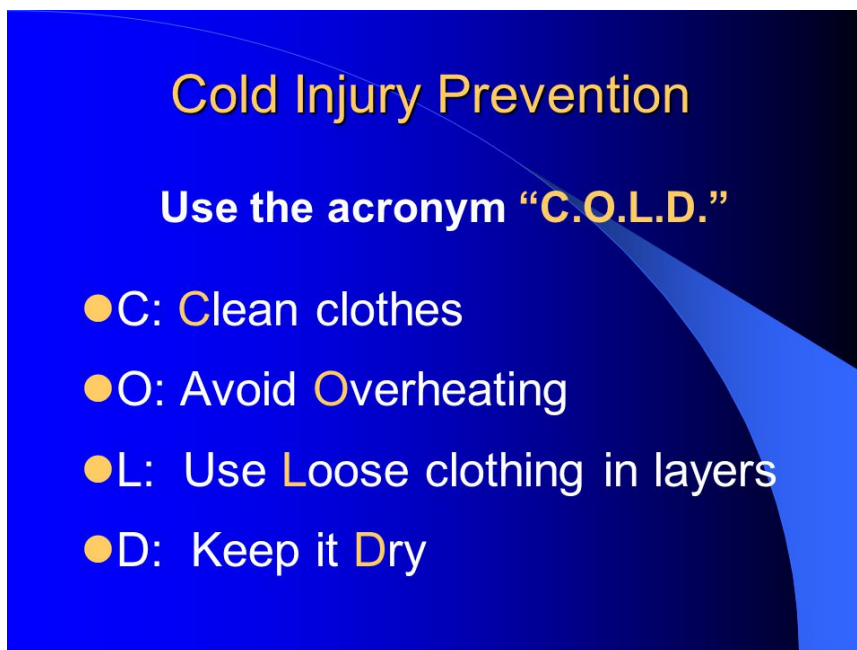 Cold Injury Prevention
Use the acronym “C.O.L.D.”
C: Clean clothes
O: Avoid Overheating
L: Use Loose clothing in layers
D: Keep it Dry